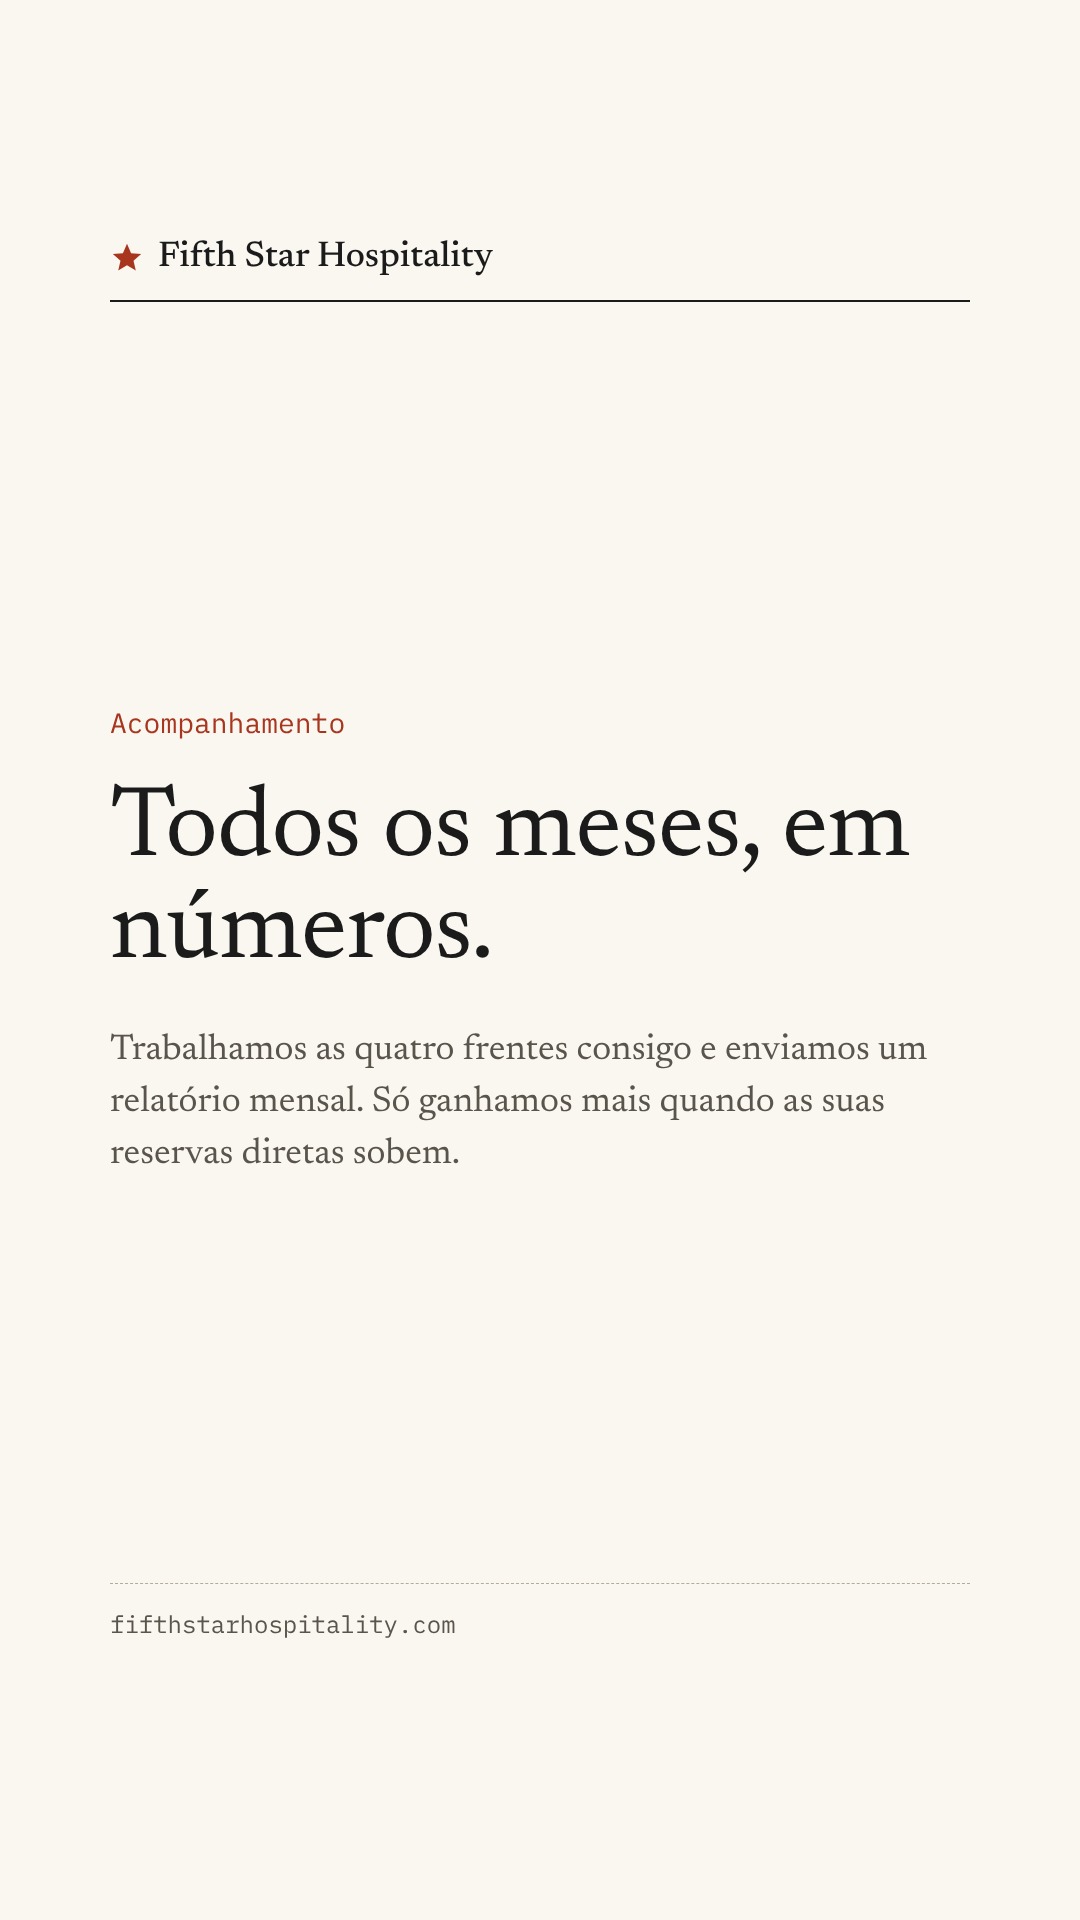 Fifth Star Hospitality
Acompanhamento
Todos os meses, em
números.
Trabalhamos as quatro frentes consigo e enviamos um
relatório mensal. Só ganhamos mais quando as suas
reservas diretas sobem.
fifthstarhospitality.com